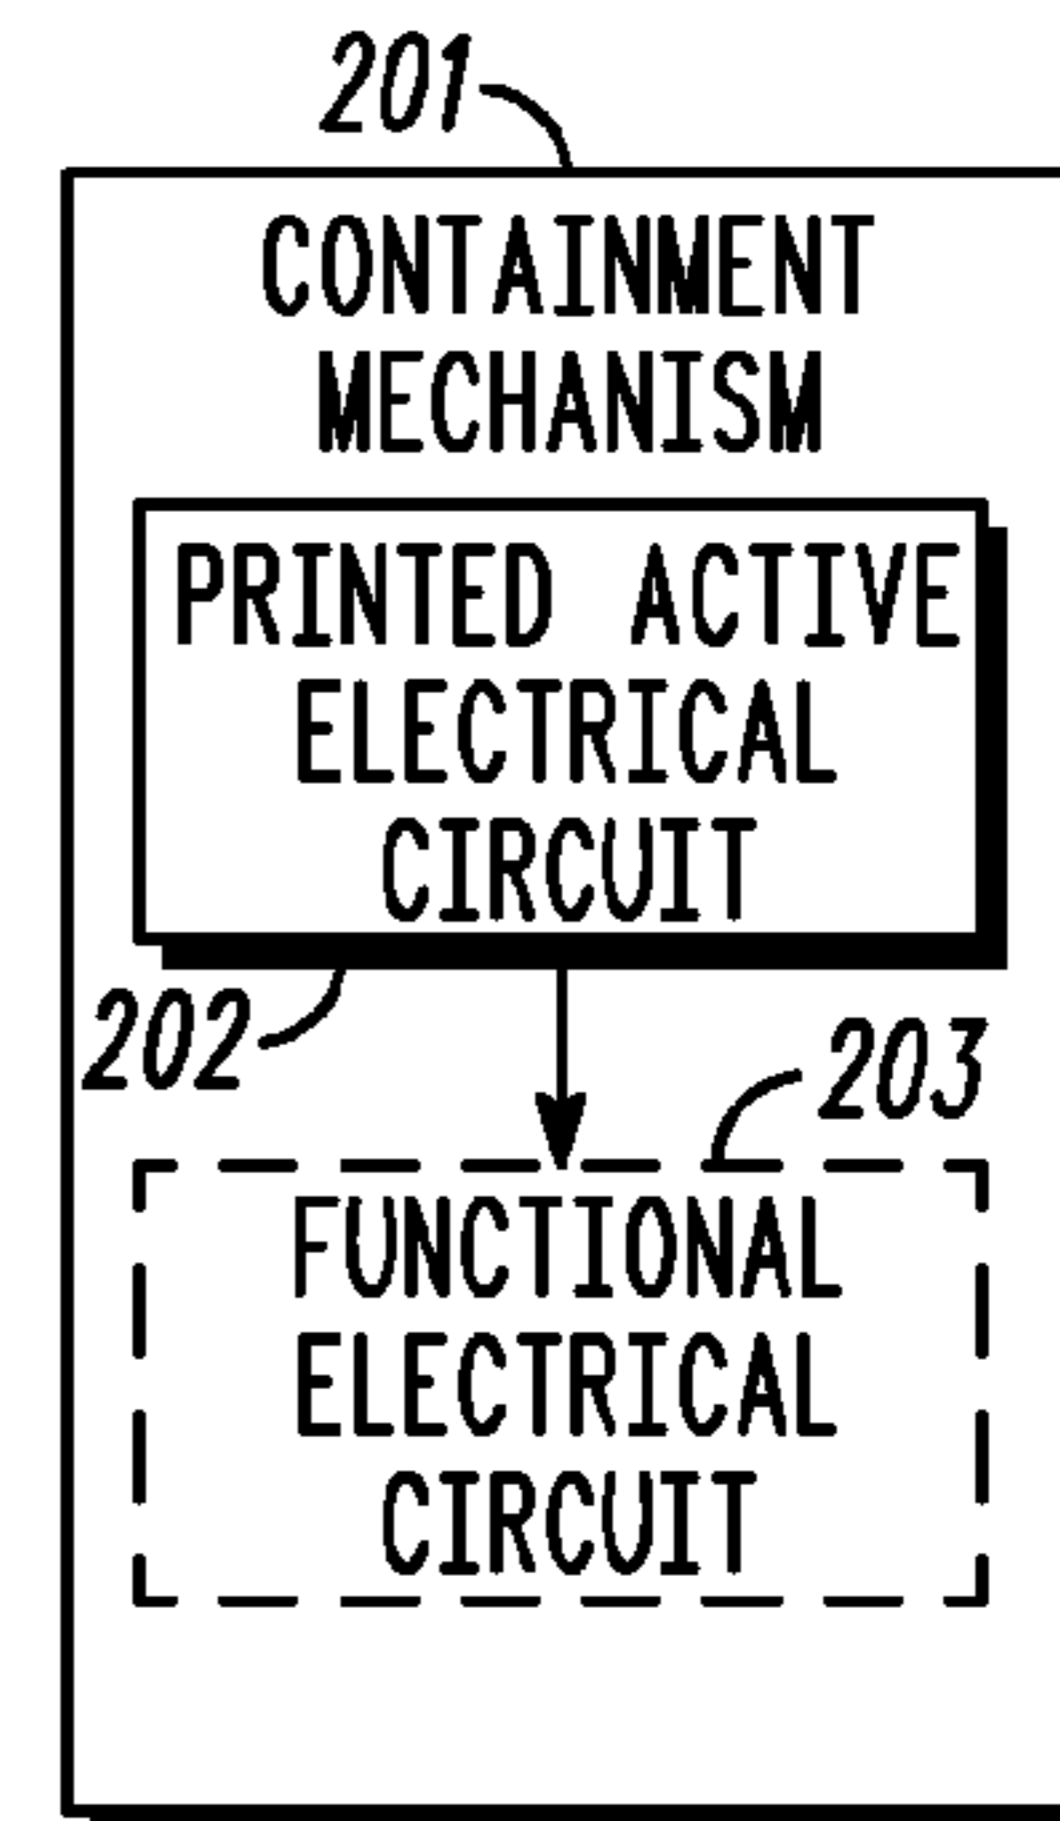 201
CONTAINMENT
MECHANISM
PRINTED ACTIVE
ELECTRICAL
CIRCUIT
202
203
FUNCTIONAL
ELECTRICAL
CIRCUIT